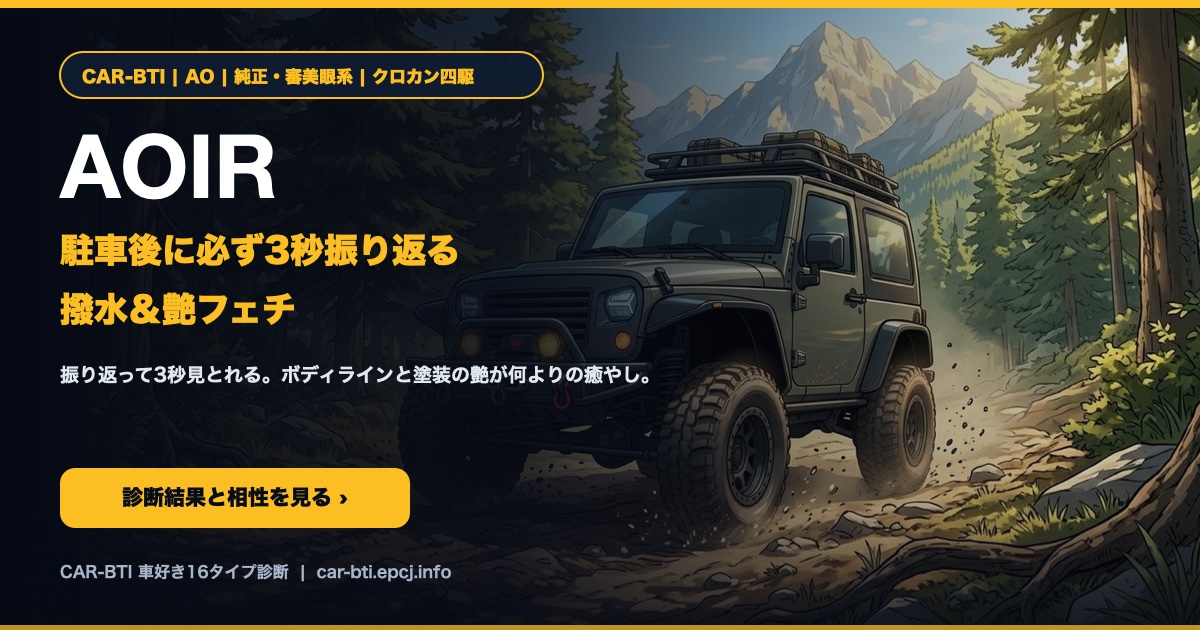 CAR-BTI | AO | 純正・審美眼系 | クロカン四駆
AOIR
駐車後に必ず3秒振り返る
撥水&艶フェチ
振り返って3秒見とれる。ボディラインと塗装の艶が何よりの癒やし。
診断結果と相性を見る ›
CAR-BTI 車好き16タイプ診断 | car-bti.epcj.info